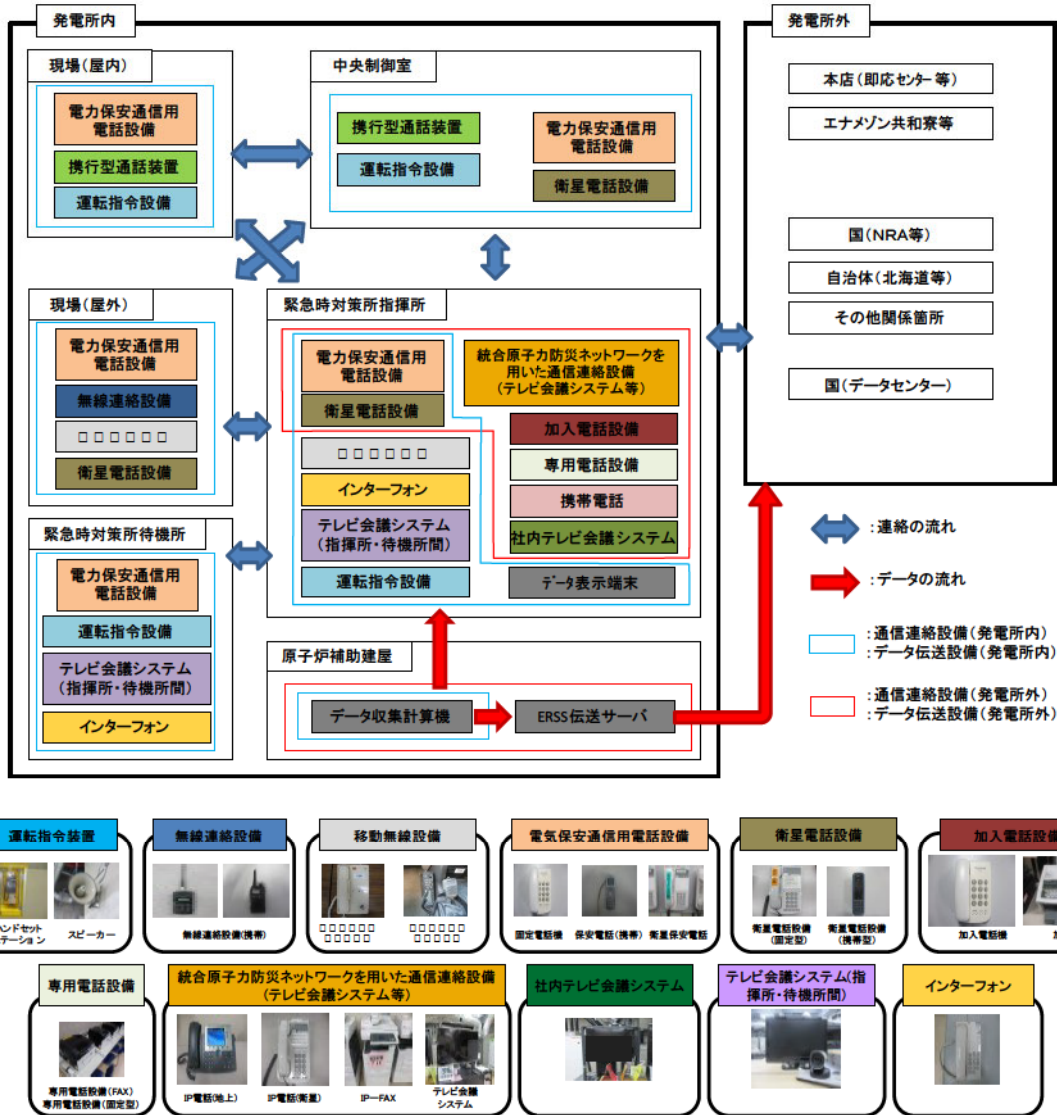 発電所内
現場(屋内)
電力保安通信用
電話設備
携行型通話装置
運転指令設備
中央制御室
携行型通話装置
運転指令設備
電力保安通信用
電話設備
衛星電話設備
現場(屋外)
電力保安通信用
電話設備
無線連絡設備
□□□□□□
衛星電話設備
緊急時対策所待機所
電力保安通信用
電話設備
運転指令設備
テレビ会議システム
(指揮所・待機所間)
インターフォン
緊急時対策所指揮所
電力保安通信用
電話設備
衛星電話設備
□□□□□□
インターフォン
テレビ会議システム
(指揮所・待機所間)
運転指令設備
統合原子力防災ネットワークを
用いた通信連絡設備
(テレビ会議システム等)
加入電話設備
専用電話設備
携帯電話
社内テレビ会議システム
データ表示端末
原子炉補助建屋
データ収集計算機
ERSS伝送サーバ
発電所外
本店(即応センター等)
エナメゾン共和寮等
国(NRA等)
自治体(北海道等)
その他関係箇所
国(データセンター)
:連絡の流れ
:データの流れ
:通信連絡設備(発電所内)
:データ伝送設備(発電所内)
:通信連絡設備(発電所外)
:データ伝送設備(発電所外)
運転指令装置
ハンドセット
ステーション
スピーカー
無線連絡設備
無線連絡設備(携帯)
移動無線設備
□□□□□□
□□□□□
□□□□□□
□□□□□
電気保安通信用電話設備
固定電話機
保安電話(携帯)
衛星保安電話
衛星電話設備
衛星電話設備
(固定型)
衛星電話設備
(携帯型)
加入電話設
加入電話機
専用電話設備
専用電話設備(FAX)
専用電話設備(固定型)
統合原子力防災ネットワークを用いた通信連絡設備
(テレビ会議システム等)
IP電話(地上)
IP電話(衛星)
IP－FAX
テレビ会議
システム
社内テレビ会議システム
テレビ会議システム(指
揮所・待機所間)
インターフォン